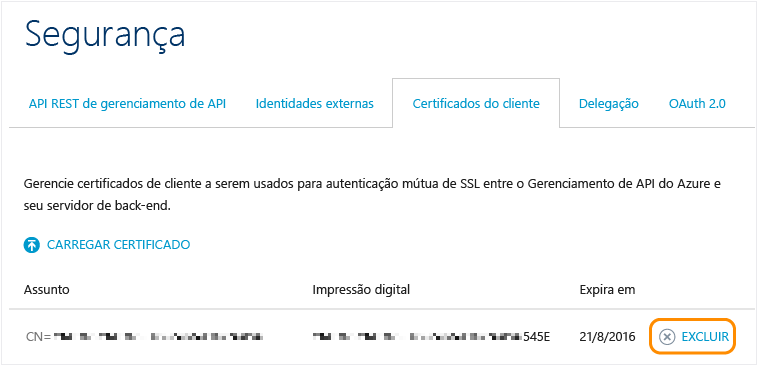 Segurança
API REST de gerenciamento de API Identidades externas Certificados do cliente Delegação OAuth 2.0
Gerencie certificados de cliente a serem usados para autenticação mútua de SSL entre o Gerenciamento de API do Azure e
seu servidor de back-end.
CARREGAR CERTIFICADO
Assunto Impressão digital Expira em
CN= 545E 21/8/2016 EXCLUIR